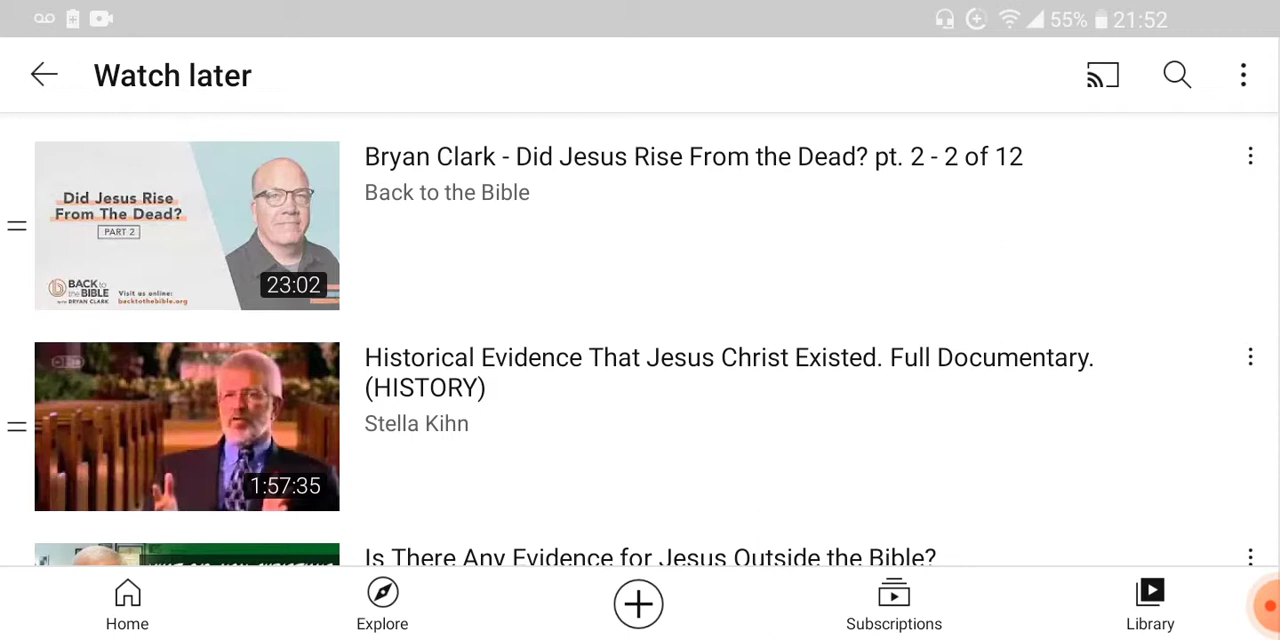 55% 21:52
Watch later
Did Jesus Rise
From The Dead?
PART 2
BACK to
the BIBLE
with BRYAN CLARK
Visit us online:
backtothebible.org
23:02
Bryan Clark - Did Jesus Rise From the Dead? pt. 2 - 2 of 12
Back to the Bible
1:57:35
Historical Evidence That Jesus Christ Existed. Full Documentary.
(HISTORY)
Stella Kihn
Is There Any Evidence for Jesus Outside the Bible?
Home
Explore
Subscriptions
Library